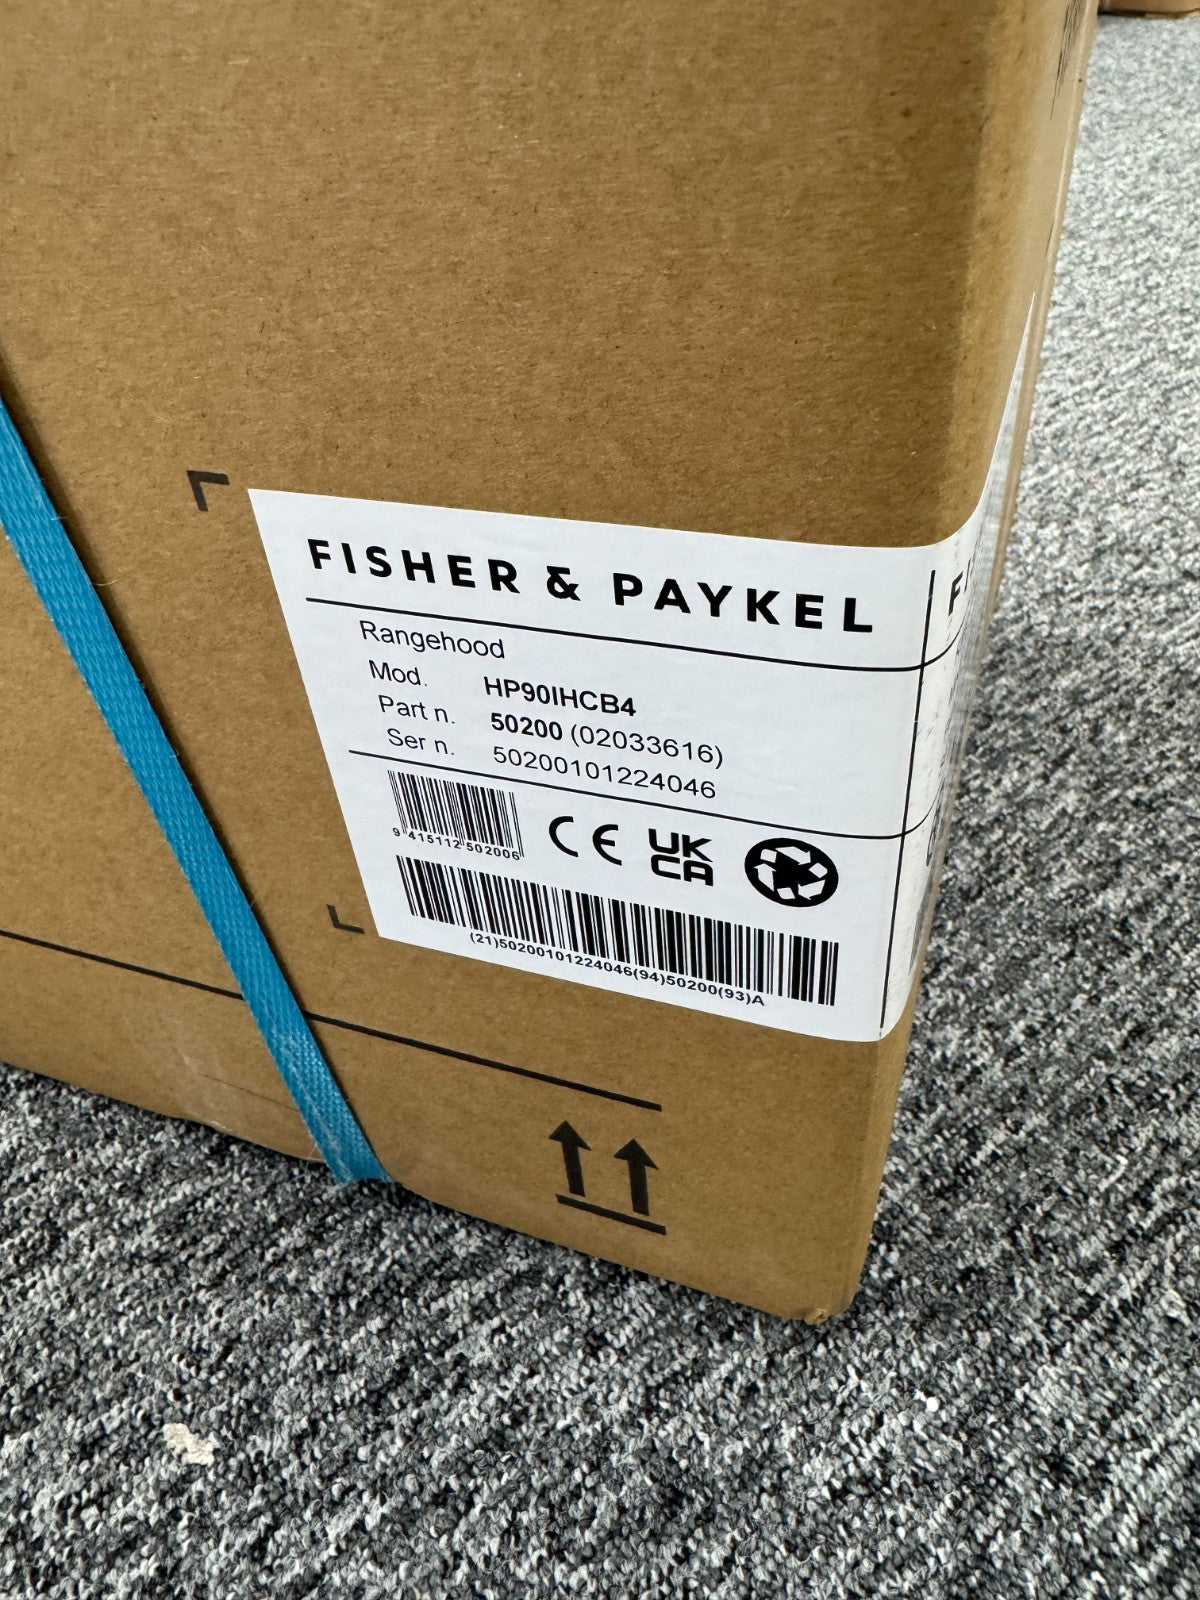 FISHER & PAYKEL
Rangehood
Mod. HP90IHCB4
Part n. 50200 (02033616)
Ser n. 50200101224046
9 415112 502006
CE UK CA
(21)50200101224046(94)50200(93)A